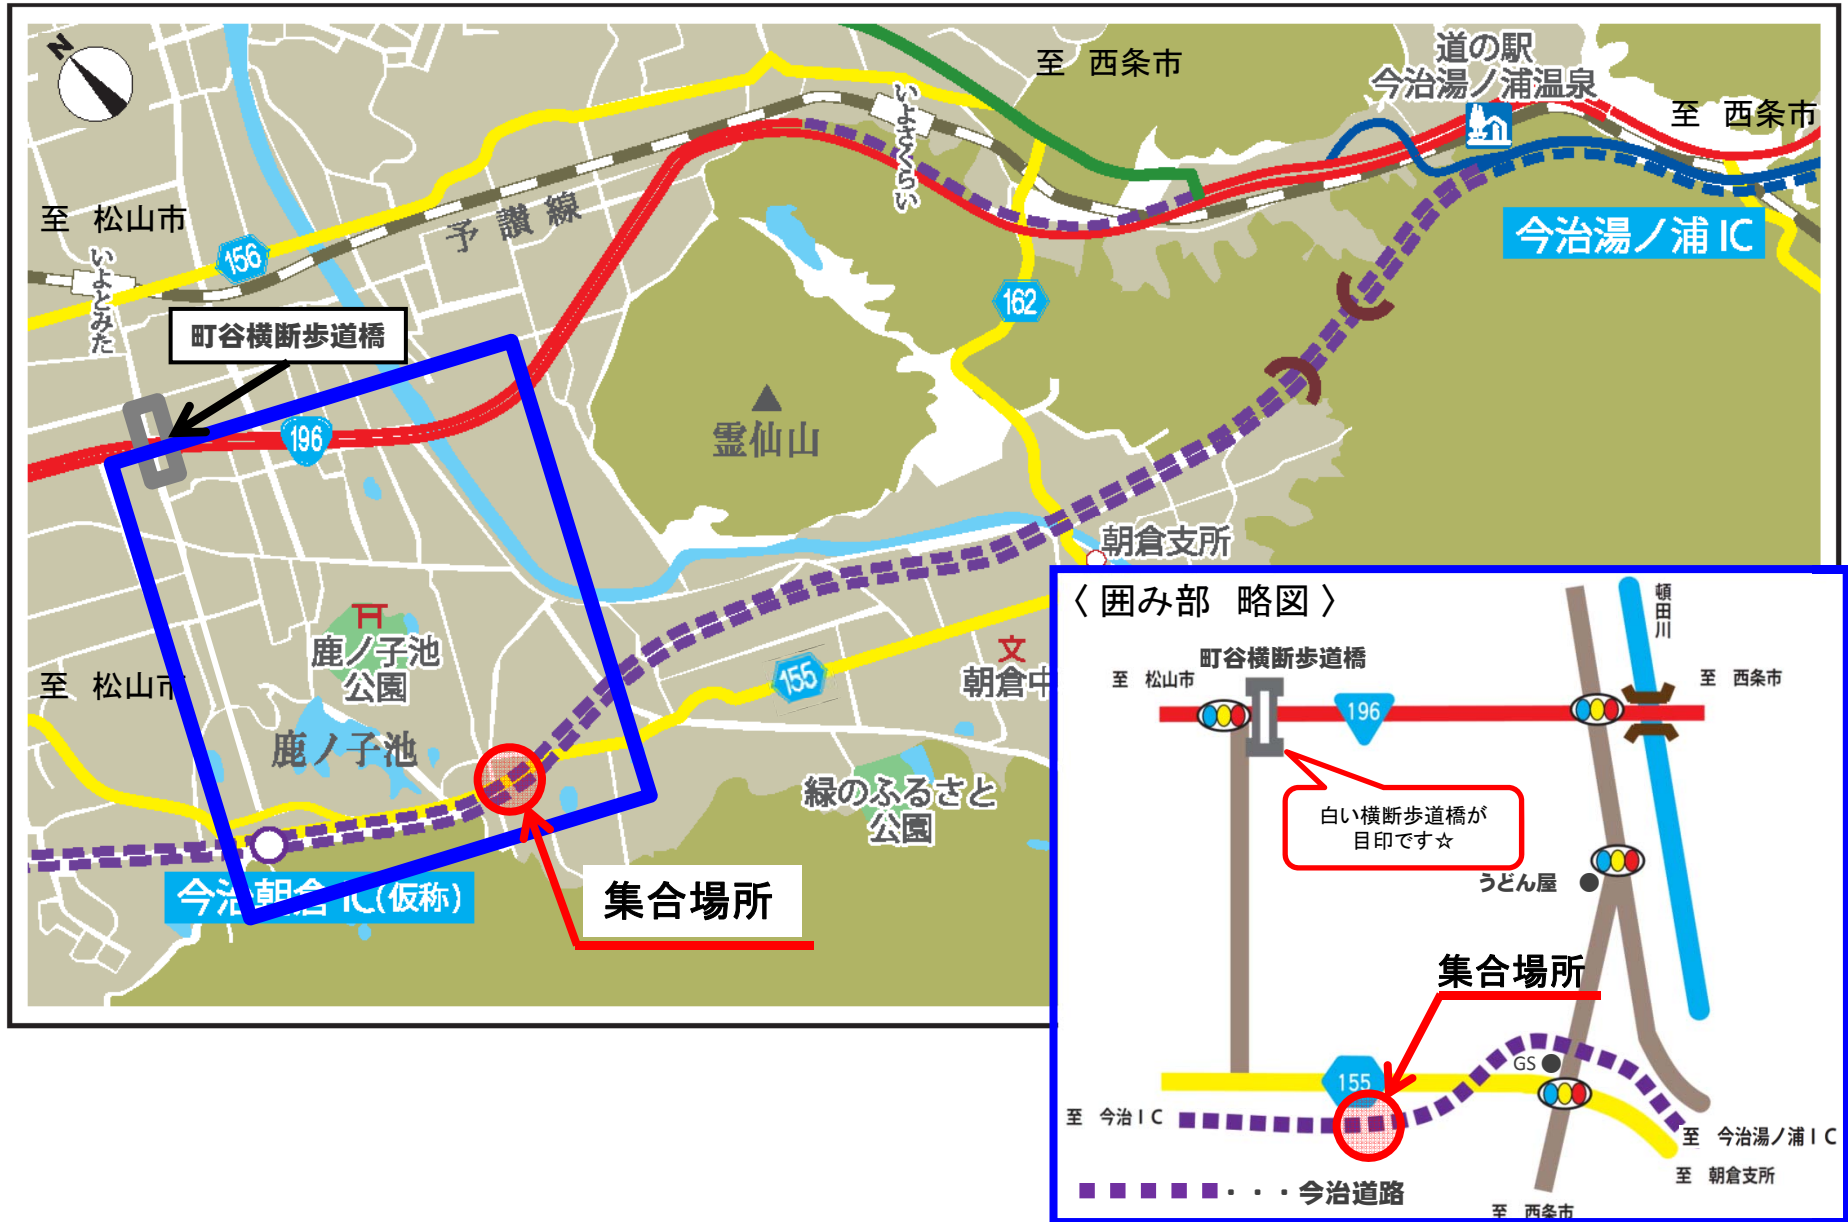 N
至 西条市
道の駅
今治湯ノ浦温泉
至 西条市
いよさくらい
至 松山市
予讃線
今治湯ノ浦 IC
156
いよとみた
162
町谷横断歩道橋
196
霊仙山
朝倉支所
鹿ノ子池
公園
至 松山市
155
文
朝倉中
鹿ノ子池
緑のふるさと
公園
今治朝倉 IC(仮称)
集合場所
〈 囲み部 略図 〉
頓田川
町谷横断歩道橋
至 松山市
至 西条市
196
白い横断歩道橋が
目印です☆
うどん屋
集合場所
GS
155
至 今治IC
至 今治湯ノ浦IC
至 朝倉支所
・・・今治道路
至 西条市